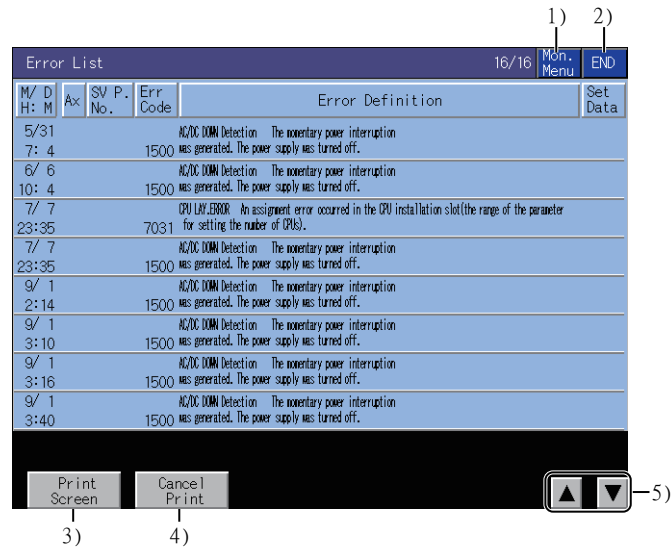 1) 2)
Error List 16/16 Mon. Menu END
M/ D H: M Ax SV P. No. Err Code Error Definition Set Data
5/31 AC/DC DOWN Detection The momentary power interruption
7: 4 1500 was generated. The power supply was turned off.
6/ 6 AC/DC DOWN Detection The momentary power interruption
10: 4 1500 was generated. The power supply was turned off.
7/ 7 CPU LAY.ERROR An assignment error occurred in the CPU installation slot(the range of the parameter
23:35 7031 for setting the number of CPUs).
7/ 7 AC/DC DOWN Detection The momentary power interruption
23:35 1500 was generated. The power supply was turned off.
9/ 1 AC/DC DOWN Detection The momentary power interruption
2:14 1500 was generated. The power supply was turned off.
9/ 1 AC/DC DOWN Detection The momentary power interruption
3:10 1500 was generated. The power supply was turned off.
9/ 1 AC/DC DOWN Detection The momentary power interruption
3:16 1500 was generated. The power supply was turned off.
9/ 1 AC/DC DOWN Detection The momentary power interruption
3:40 1500 was generated. The power supply was turned off.
Print Screen Cancel Print ▲ ▼ 5)
3) 4)